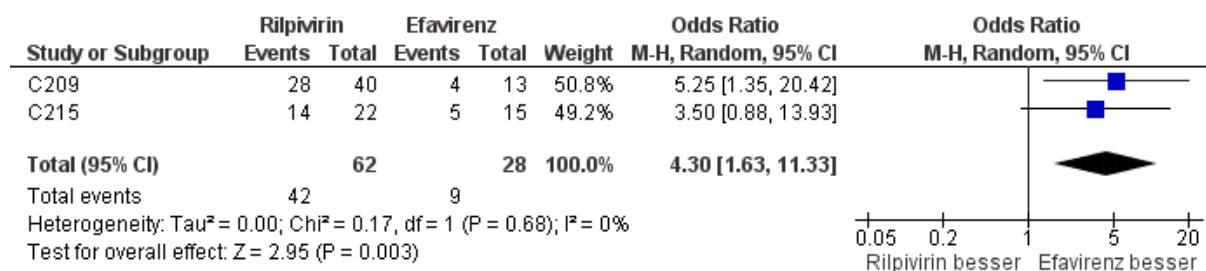 Rilpivirin Efavirenz Odds Ratio Odds Ratio
Study or Subgroup Events Total Events Total Weight M-H, Random, 95% CI M-H, Random, 95% CI
C209 28 40 4 13 50.8% 5.25 [1.35, 20.42]
C215 14 22 5 15 49.2% 3.50 [0.88, 13.93]
Total (95% CI) 62 28 100.0% 4.30 [1.63, 11.33]
Total events 42 9
Heterogeneity: Tau² = 0.00; Chi² = 0.17, df = 1 (P = 0.68); I² = 0%
Test for overall effect: Z = 2.95 (P = 0.003)
0.05 0.2 1 5 20
Rilpivirin besser Efavirenz besser